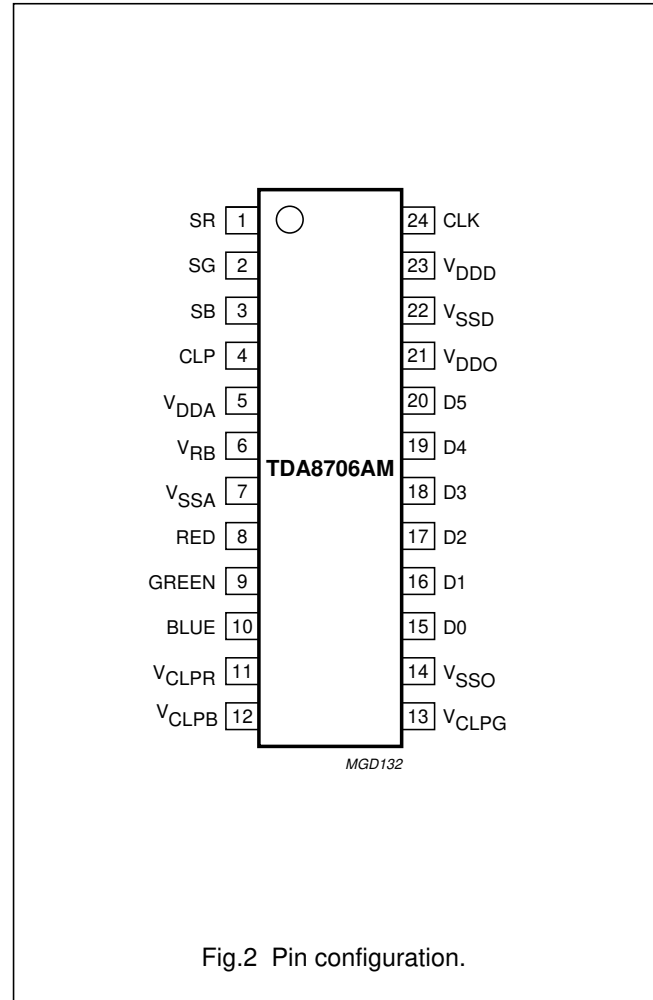 SR 1 24 CLK
SG 2 23 VDDD
SB 3 22 VSSD
CLP 4 21 VDDO
VDDA 5 20 D5
VRB 6 19 D4
TDA8706AM
VSSA 7 18 D3
RED 8 17 D2
GREEN 9 16 D1
BLUE 10 15 D0
VCLPR 11 14 VSSO
VCLPB 12 13 VCLPG
MGD132
Fig.2 Pin configuration.